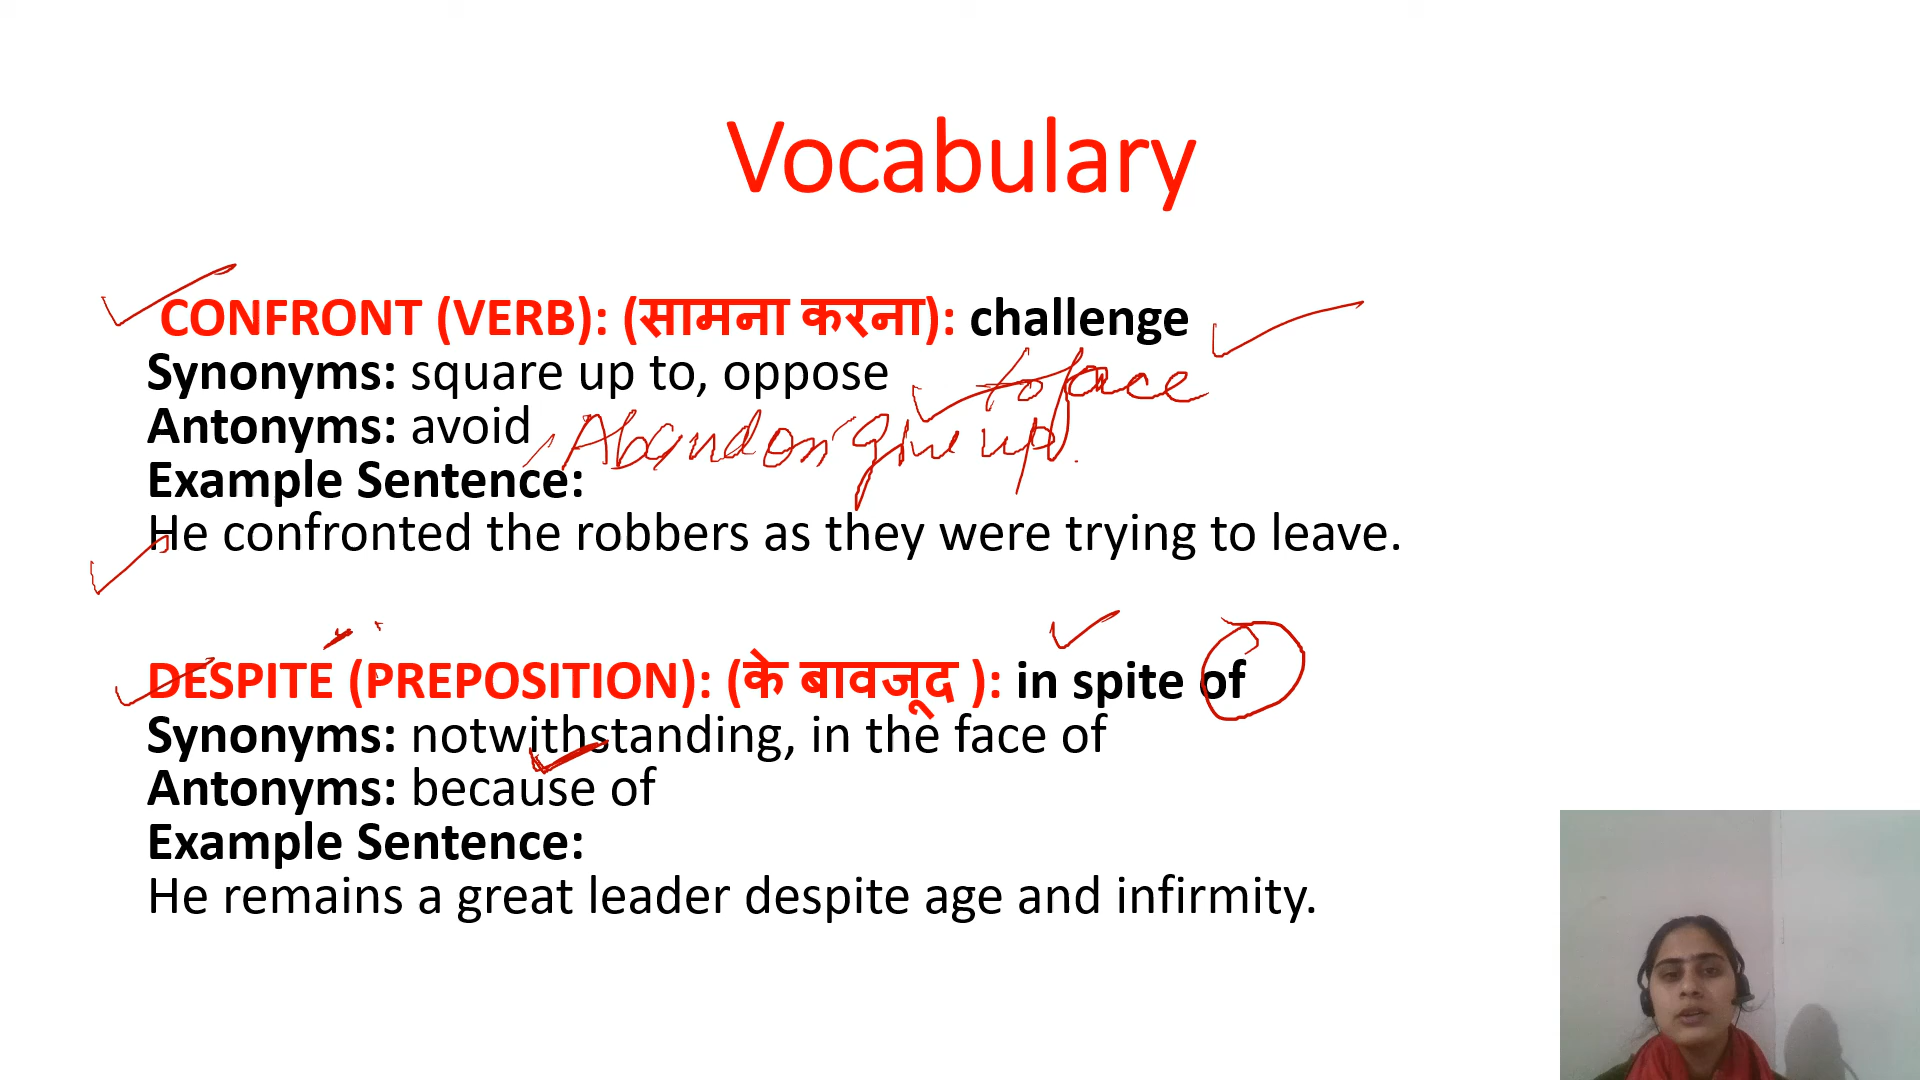 Vocabulary
CONFRONT (VERB): (सामना करना): challenge
Synonyms: square up to, oppose to face
Antonyms: avoid, Abandon, give up.
Example Sentence:
He confronted the robbers as they were trying to leave.
DESPITE (PREPOSITION): (के बावजूद ): in spite of
Synonyms: notwithstanding, in the face of
Antonyms: because of
Example Sentence:
He remains a great leader despite age and infirmity.